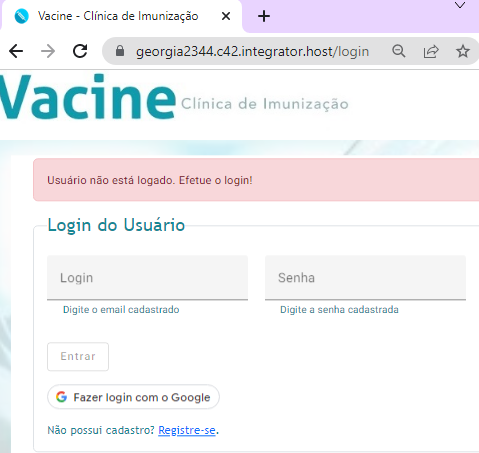 Vacine - Clínica de Imunização
georgia2344.c42.integrator.host/login
Vacine Clínica de Imunização
Usuário não está logado. Efetue o login!
Login do Usuário
Login Senha
Digite o email cadastrado Digite a senha cadastrada
Entrar
Fazer login com o Google
Não possui cadastro? Registre-se.